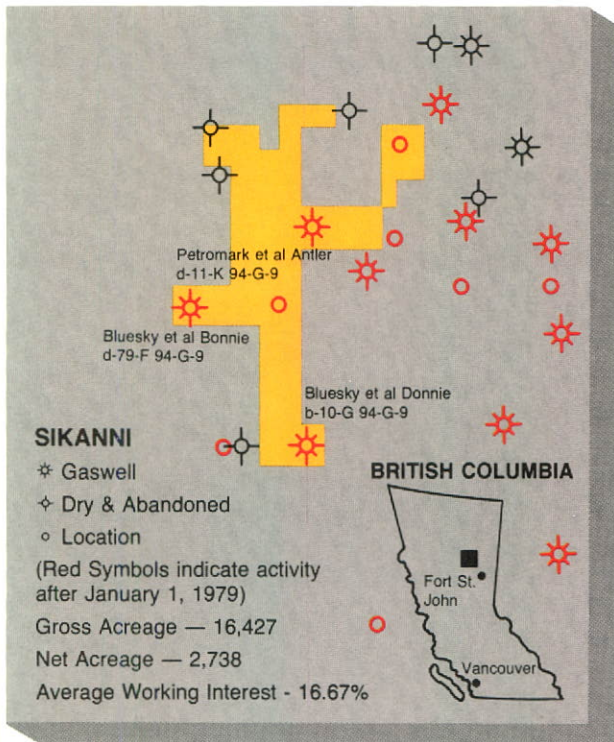 Petromark et al Antler
d-11-K 94-G-9
Bluesky et al Bonnie
d-79-F 94-G-9
Bluesky et al Donnie
b-10-G 94-G-9
SIKANNI
Gaswell
Dry & Abandoned
Location
(Red Symbols indicate activity
after January 1, 1979)
Gross Acreage — 16,427
Net Acreage — 2,738
Average Working Interest - 16.67%
BRITISH COLUMBIA
Fort St.
John
Vancouver